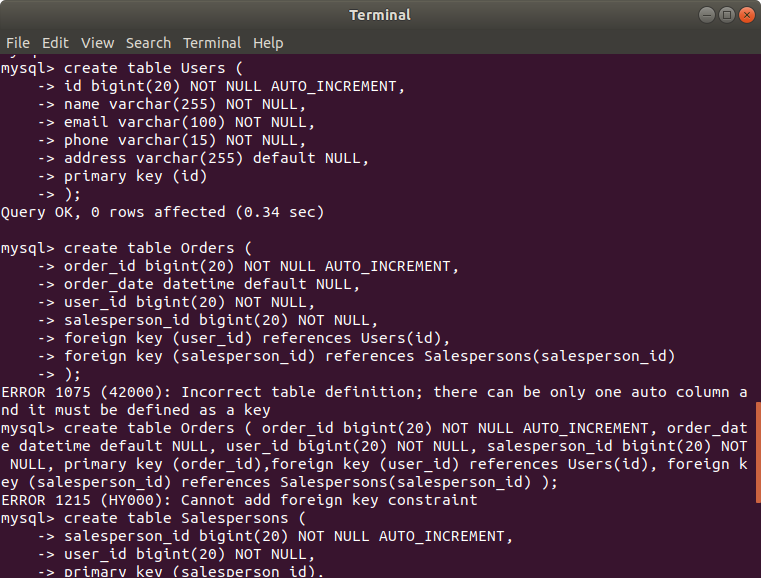 Terminal
File Edit View Search Terminal Help
mysql> create table Users (
    -> id bigint(20) NOT NULL AUTO_INCREMENT,
    -> name varchar(255) NOT NULL,
    -> email varchar(100) NOT NULL,
    -> phone varchar(15) NOT NULL,
    -> address varchar(255) default NULL,
    -> primary key (id)
    -> );
Query OK, 0 rows affected (0.34 sec)
mysql> create table Orders (
    -> order_id bigint(20) NOT NULL AUTO_INCREMENT,
    -> order_date datetime default NULL,
    -> user_id bigint(20) NOT NULL,
    -> salesperson_id bigint(20) NOT NULL,
    -> foreign key (user_id) references Users(id),
    -> foreign key (salesperson_id) references Salespersons(salesperson_id)
    -> );
ERROR 1075 (42000): Incorrect table definition; there can be only one auto column a
nd it must be defined as a key
mysql> create table Orders ( order_id bigint(20) NOT NULL AUTO_INCREMENT, order_dat
e datetime default NULL, user_id bigint(20) NOT NULL, salesperson_id bigint(20) NOT
 NULL, primary key (order_id),foreign key (user_id) references Users(id), foreign k
ey (salesperson_id) references Salespersons(salesperson_id) );
ERROR 1215 (HY000): Cannot add foreign key constraint
mysql> create table Salespersons (
    -> salesperson_id bigint(20) NOT NULL AUTO_INCREMENT,
    -> user_id bigint(20) NOT NULL,
    -> primary key (salesperson_id),